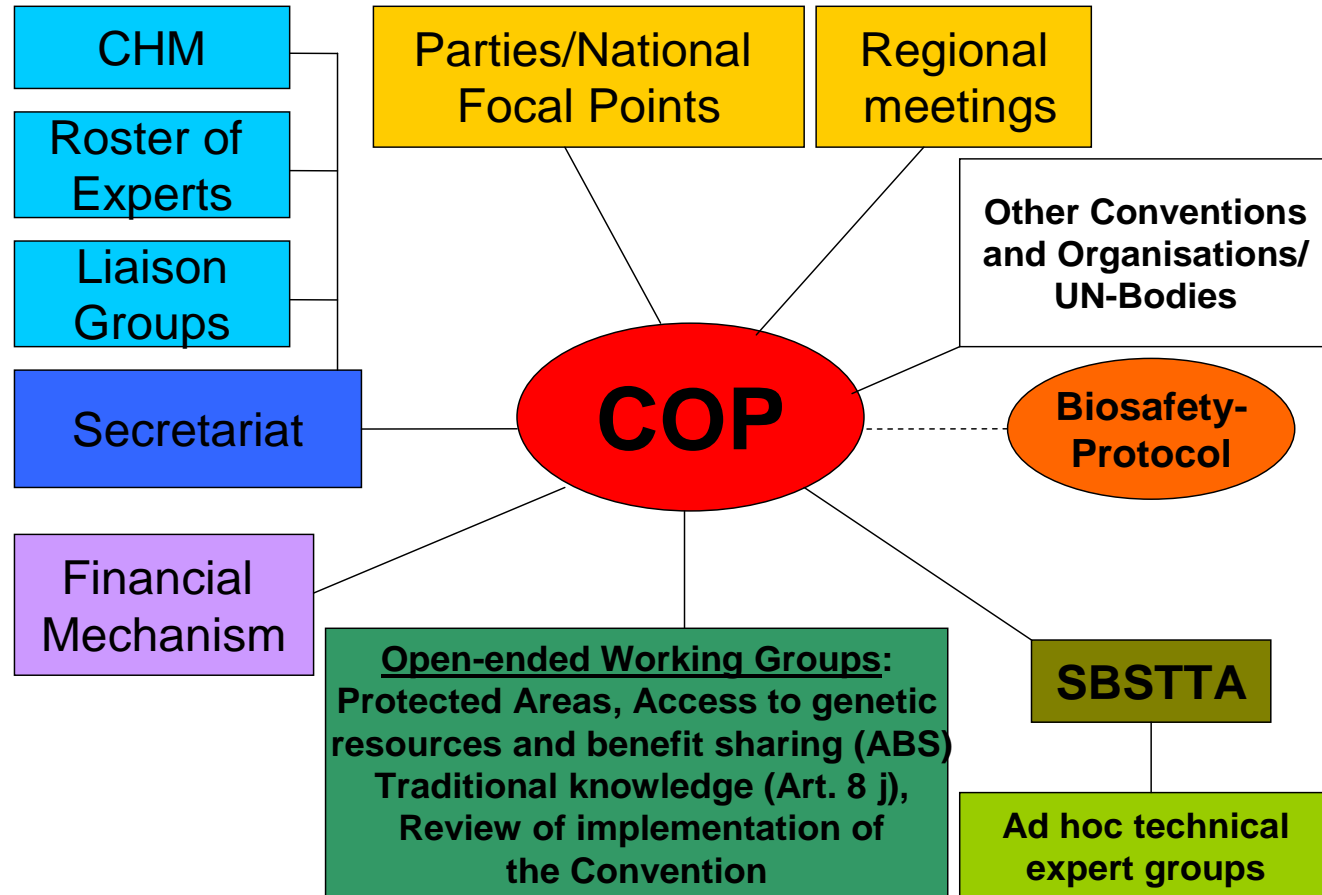 CHM
Roster of
Experts
Liaison
Groups
Secretariat
Financial
Mechanism
Parties/National
Focal Points
Regional
meetings
Other Conventions
and Organisations/
UN-Bodies
COP
Biosafety-
Protocol
Open-ended Working Groups:
Protected Areas, Access to genetic
resources and benefit sharing (ABS)
Traditional knowledge (Art. 8 j),
Review of implementation of
the Convention
SBSTTA
Ad hoc technical
expert groups